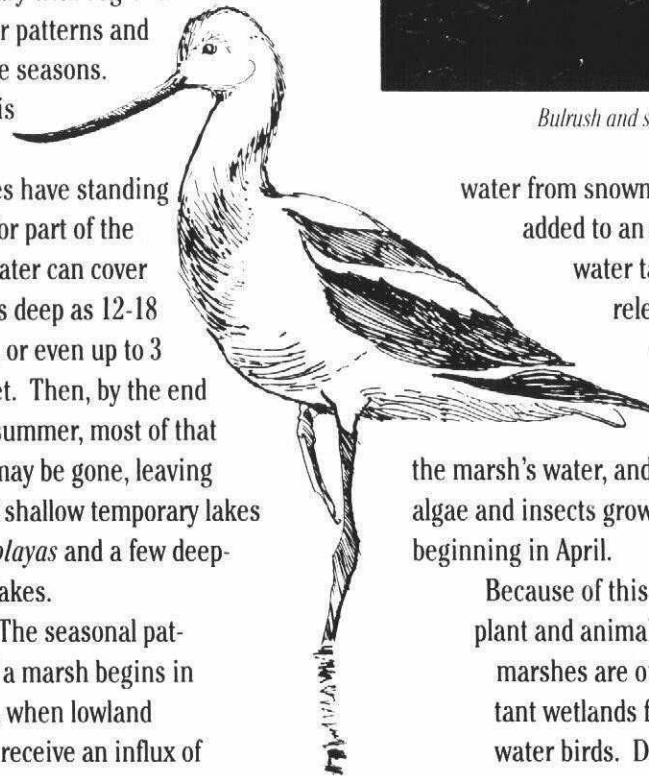 r patterns and
e seasons.
is
es have standing
or part of the
ater can cover
s deep as 12-18
or even up to 3
et. Then, by the end
summer, most of that
may be gone, leaving
shallow temporary lakes
playas and a few deep-
akes.
The seasonal pat-
a marsh begins in
when lowland
receive an influx of
Bulrush and s
water from snown
added to an
water ta
rele
the marsh's water, and
algae and insects grow
beginning in April.
Because of this
plant and animal
marshes are o
tant wetlands f
water birds. D